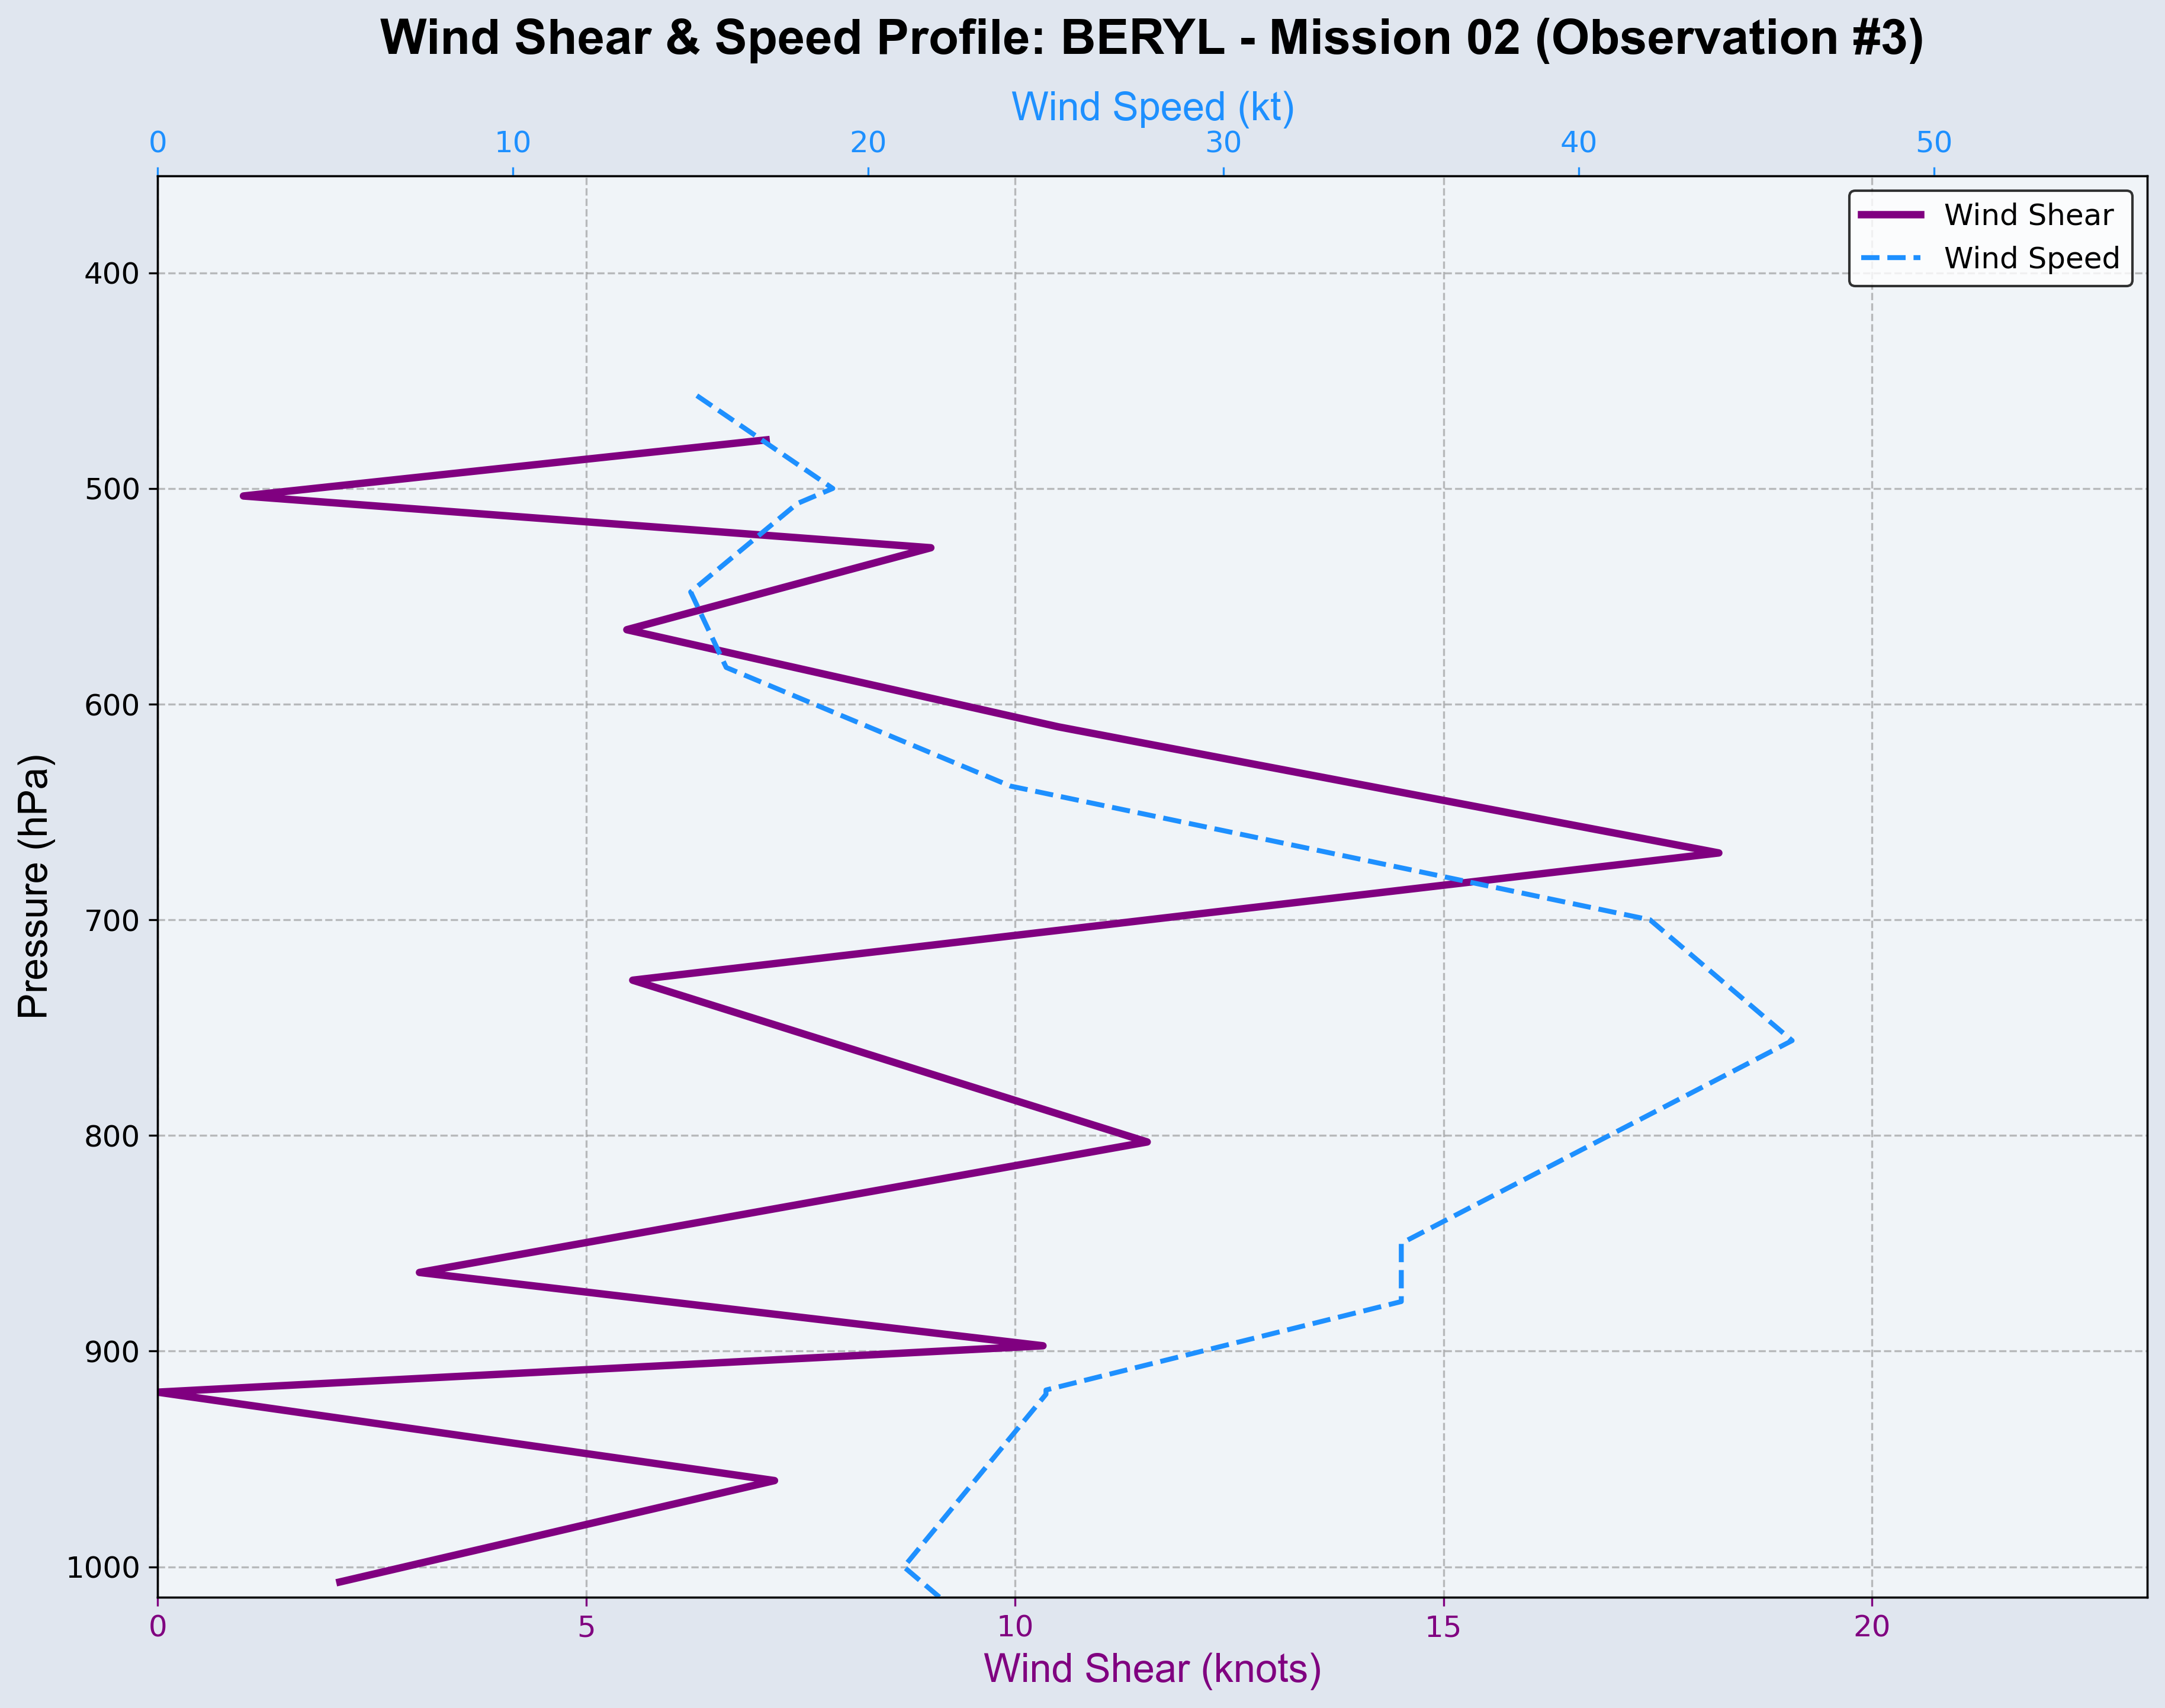 Wind Shear & Speed Profile: BERYL - Mission 02 (Observation #3)
Wind Speed (kt)
0 10 20 30 40 50
Wind Shear
Wind Speed
400
500
600
700
800
900
1000
Pressure (hPa)
0 5 10 15 20
Wind Shear (knots)